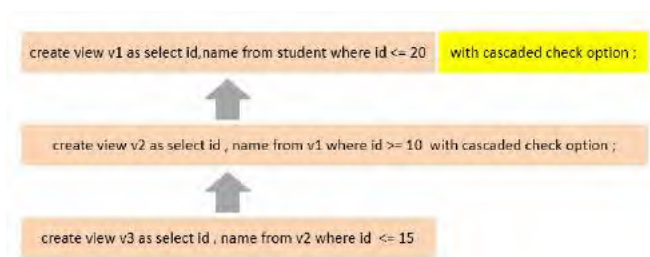 create view v1 as select id,name from student where id <= 20 with cascaded check option ;
create view v2 as select id , name from v1 where id >= 10 with cascaded check option ;
create view v3 as select id , name from v2 where id <= 15